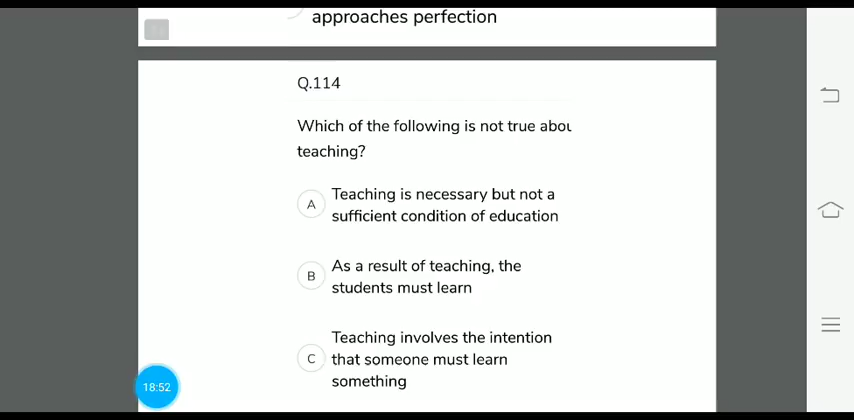 approaches perfection
Q.114
Which of the following is not true abou
teaching?
A
Teaching is necessary but not a
sufficient condition of education
B
As a result of teaching, the
students must learn
C
Teaching involves the intention
that someone must learn
something
18:52